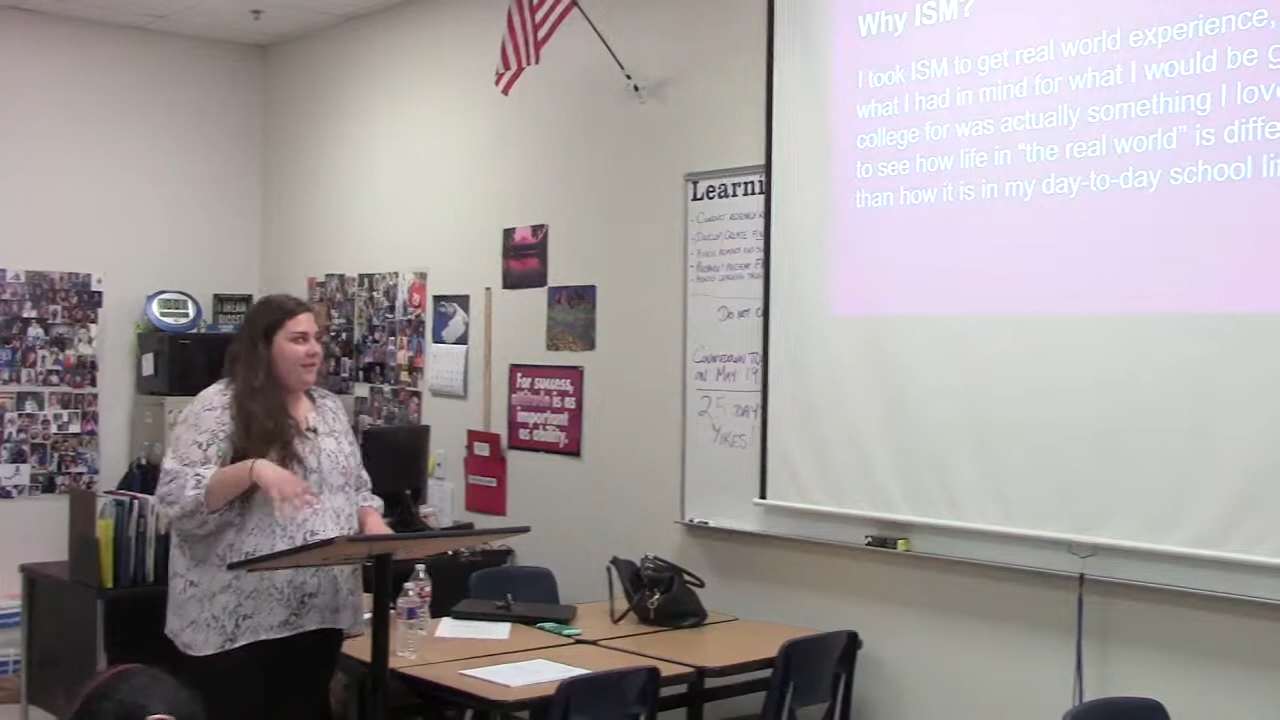 Why ISM?
I took ISM to get real world experience,
what I had in mind for what I would be g
college for was actually something I lov
to see how life in "the real world" is diffe
than how it is in my day-to-day school li
Learni
DO NOT
COUNTDOWN TO
ON MAY 19
25 DAY
YIKES!
For success,
attitude is as
important
as ability.